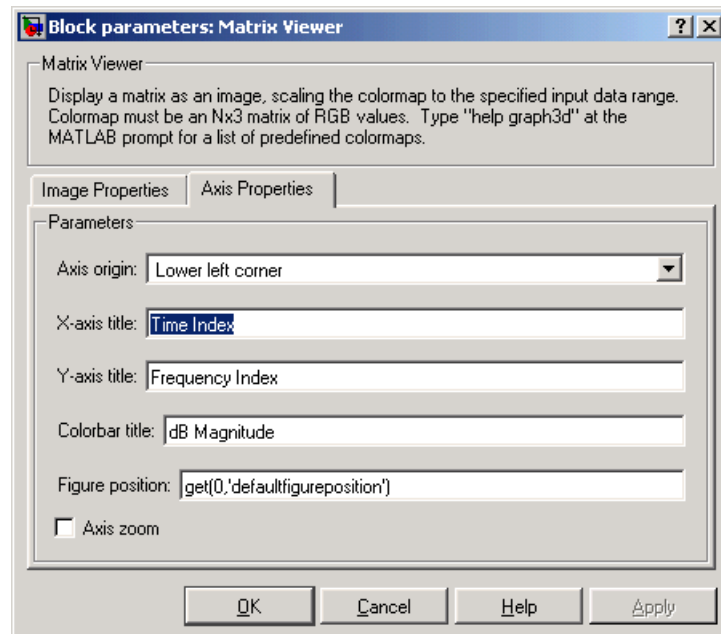 Block parameters: Matrix Viewer
Matrix Viewer
Display a matrix as an image, scaling the colormap to the specified input data range.
Colormap must be an Nx3 matrix of RGB values.  Type "help graph3d" at the
MATLAB prompt for a list of predefined colormaps.
Image Properties Axis Properties
Parameters
Axis origin: Lower left corner
X-axis title: Time Index
Y-axis title: Frequency Index
Colorbar title: dB Magnitude
Figure position: get(0,'defaultfigureposition')
Axis zoom
OK Cancel Help Apply